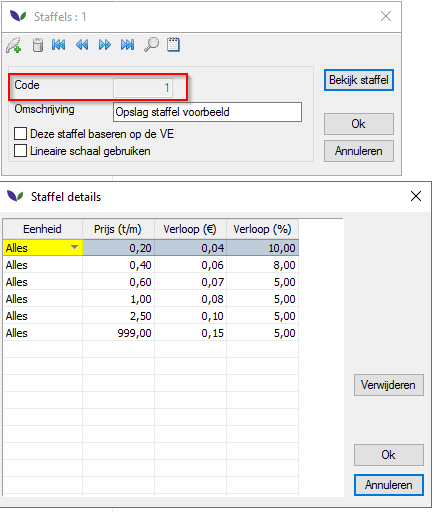 Staffels : 1
Code 1
Bekijk staffel
Omschrijving Opslag staffel voorbeeld
Deze staffel baseren op de VE
Ok
Lineaire schaal gebruiken
Annuleren
Staffel details
Eenheid Prijs (t/m) Verloop (€) Verloop (%)
Alles 0,20 0,04 10,00
Alles 0,40 0,06 8,00
Alles 0,60 0,07 5,00
Alles 1,00 0,08 5,00
Alles 2,50 0,10 5,00
Alles 999,00 0,15 5,00
Verwijderen
Ok
Annuleren